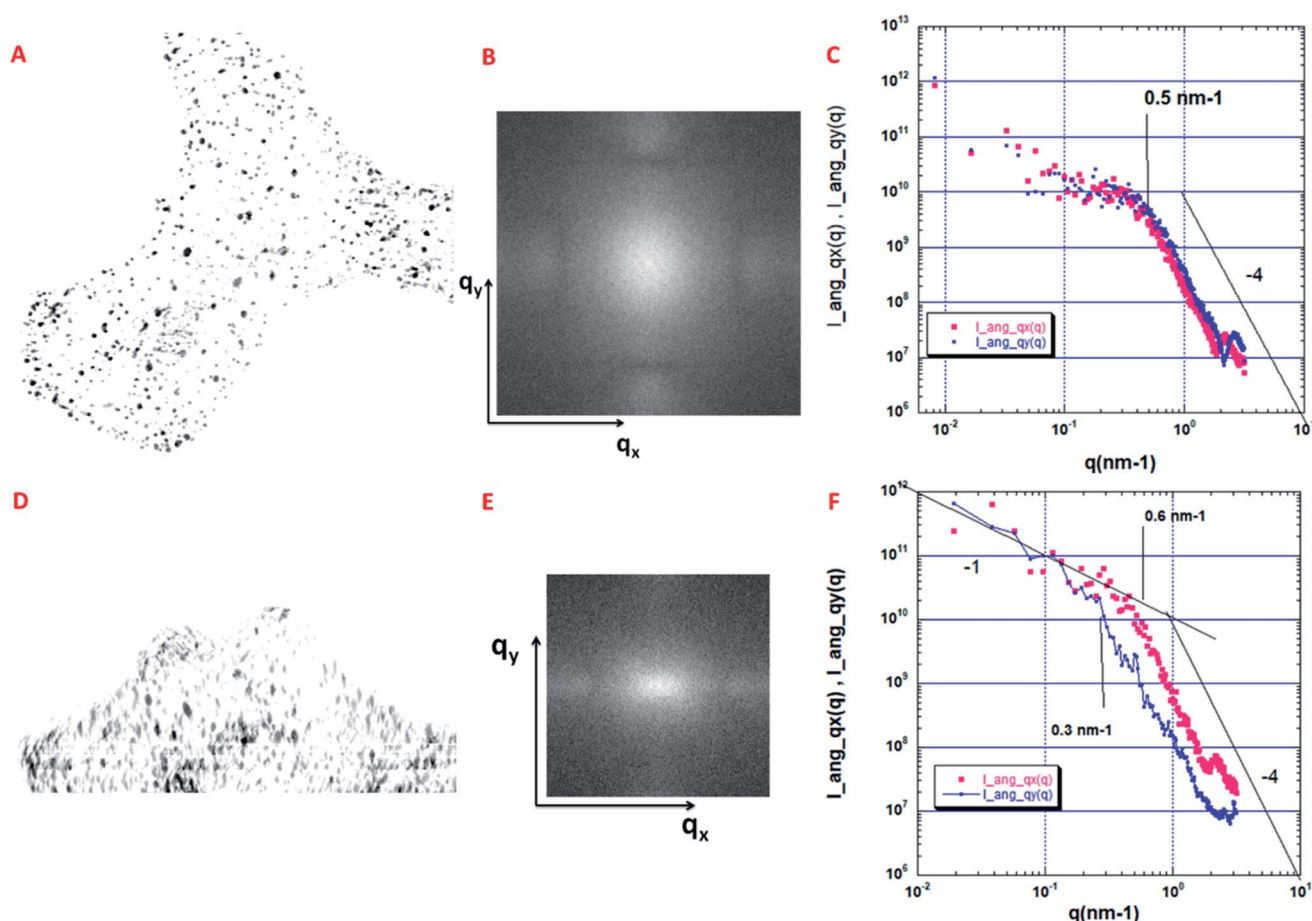 A
B
q_y
q_x
C
10^13
10^12
10^11
10^10
10^9
10^8
10^7
10^6
I_ang_qx(q) , I_ang_qy(q)
0.5 nm-1
-4
I_ang_qx(q)
I_ang_qy(q)
10^-2
10^-1
10^0
10^1
q(nm-1)
D
E
q_y
q_x
F
10^12
10^11
10^10
10^9
10^8
10^7
10^6
I_ang_qx(q) , I_ang_qy(q)
-1
0.6 nm-1
0.3 nm-1
-4
I_ang_qx(q)
I_ang_qy(q)
10^-2
10^-1
10^0
10^1
q(nm-1)